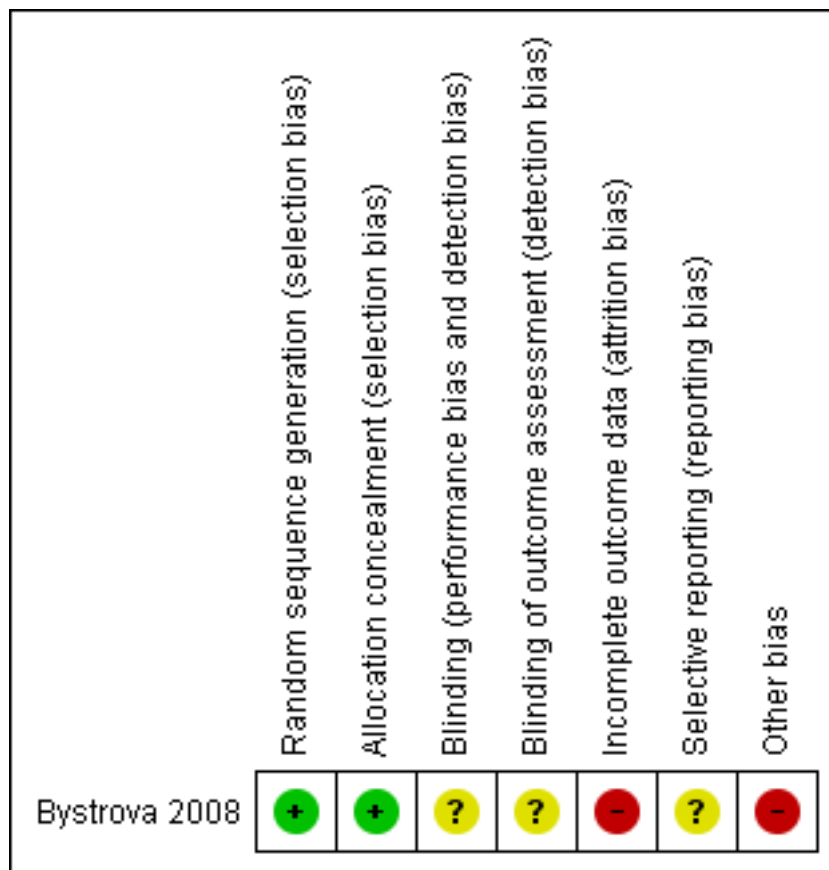 Random sequence generation (selection bias)
Allocation concealment (selection bias)
Blinding (performance bias and detection bias)
Blinding of outcome assessment (detection bias)
Incomplete outcome data (attrition bias)
Selective reporting (reporting bias)
Other bias
Bystrova 2008 + + ? ? - ? -